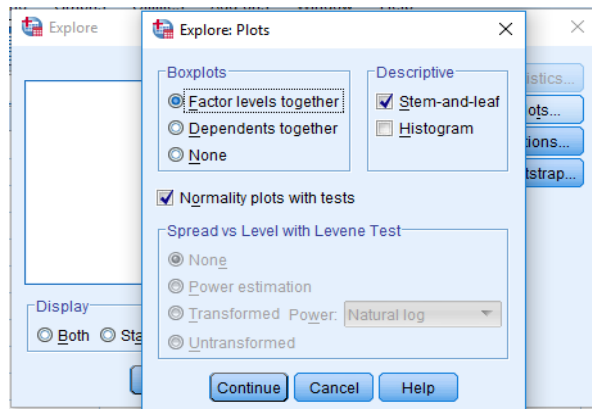 Explore
Explore: Plots
Boxplots
Factor levels together
Dependents together
None
Descriptive
Stem-and-leaf
Histogram
Normality plots with tests
Spread vs Level with Levene Test
None
Power estimation
Transformed Power: Natural log
Untransformed
Continue Cancel Help
Display
Both